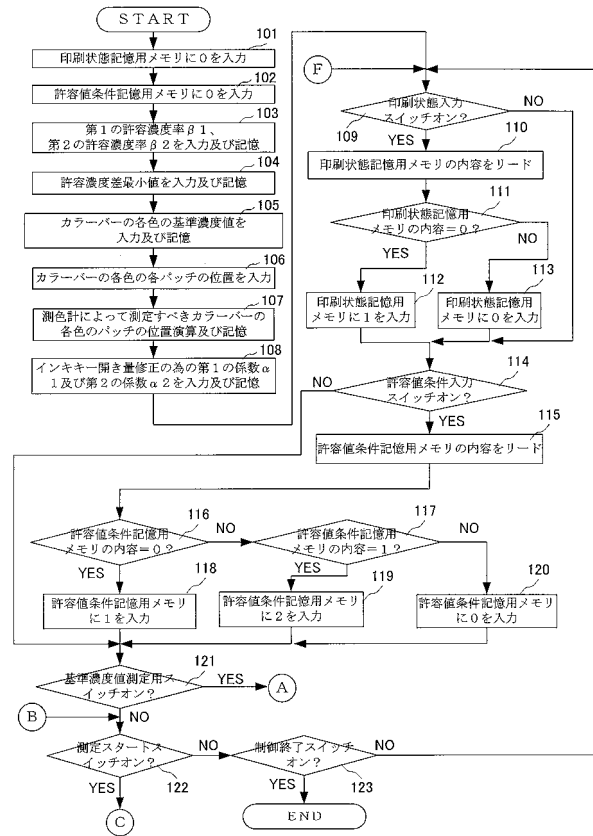 START
101
印刷状態記憶用メモリに０を入力
102
許容値条件記憶用メモリに０を入力
103
第１の許容濃度率β１、
第２の許容濃度率β２を入力及び記憶
104
許容濃度差最小値を入力及び記憶
105
カラーバーの各色の基準濃度値を
入力及び記憶
106
カラーバーの各色の各パッチの位置を入力
107
測色計によって測定すべきカラーバーの
各色のパッチの位置演算及び記憶
108
インキキー開き量修正の為の第１の係数α
１及び第２の係数α２を入力及び記憶
F
印刷状態入力
スイッチオン？
NO
109
YES
110
印刷状態記憶用メモリの内容をリード
111
印刷状態記憶用
メモリの内容＝０？
YES
NO
112
113
印刷状態記憶用
メモリに１を入力
印刷状態記憶用
メモリに０を入力
114
NO
許容値条件入力
スイッチオン？
YES
115
許容値条件記憶用メモリの内容をリード
116
許容値条件記憶用
メモリの内容＝０？
NO
117
許容値条件記憶用
メモリの内容＝１？
NO
YES
YES
118
許容値条件記憶用メモリ
に１を入力
119
許容値条件記憶用メモリ
に２を入力
120
許容値条件記憶用メモリ
に０を入力
121
基準濃度値測定用ス
イッチオン？
YES
A
B
NO
測定スタートス
イッチオン？
NO
制御終了スイッチ
オン？
NO
122
123
YES
YES
C
END